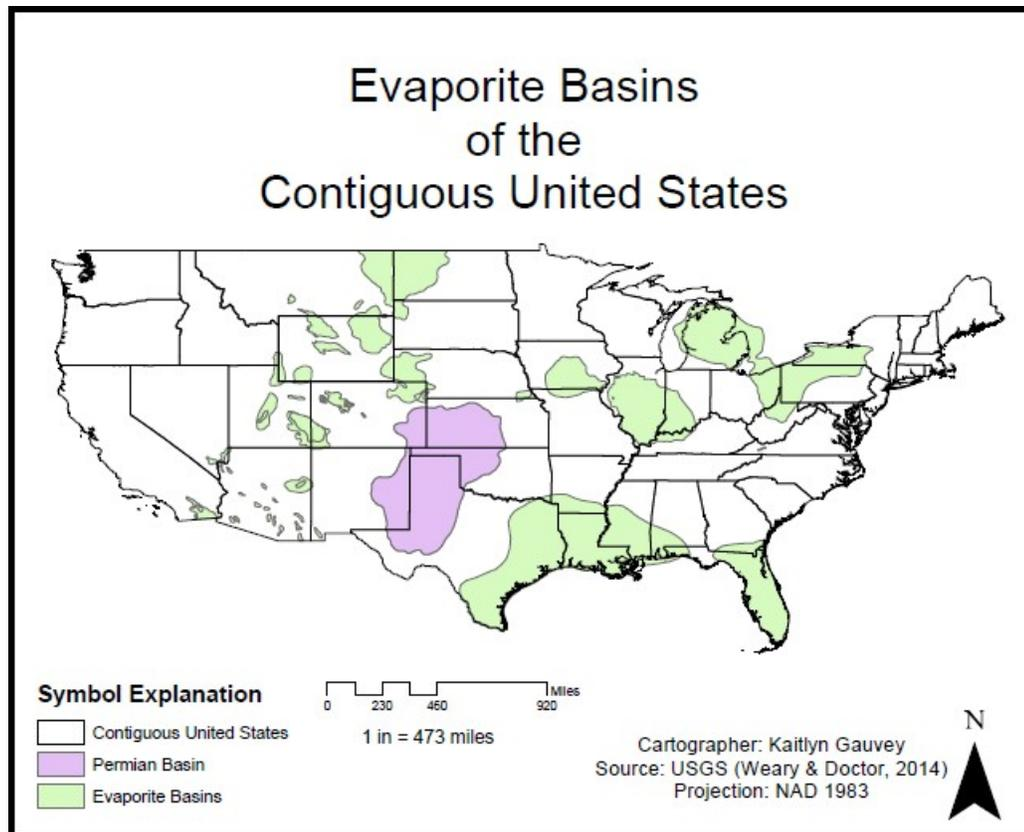 Evaporite Basins
of the
Contiguous United States
Symbol Explanation
Contiguous United States
Permian Basin
Evaporite Basins
0 230 460 920 Miles
1 in = 473 miles
Cartographer: Kaitlyn Gauvey
Source: USGS (Weary & Doctor, 2014)
Projection: NAD 1983
N